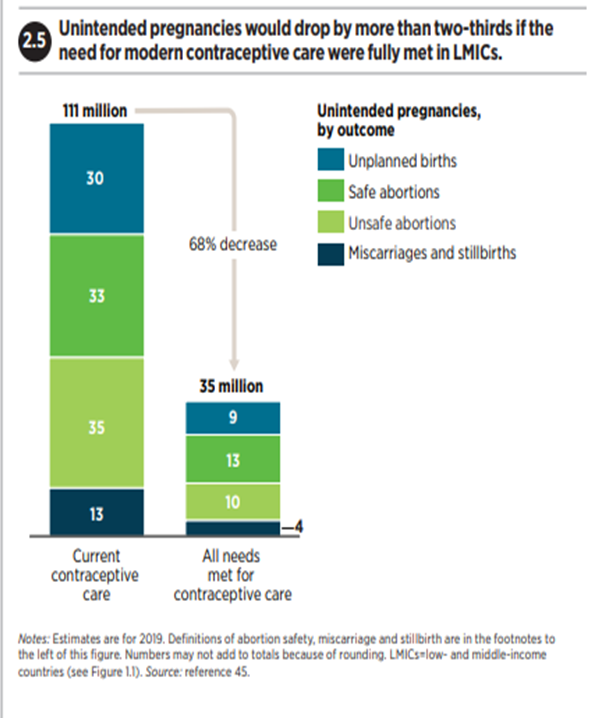 2.5
Unintended pregnancies would drop by more than two-thirds if the
need for modern contraceptive care were fully met in LMICs.
111 million
30
33
35
13
68% decrease
35 million
9
13
10
4
Current
contraceptive
care
All needs
met for
contraceptive care
Unintended pregnancies,
by outcome
Unplanned births
Safe abortions
Unsafe abortions
Miscarriages and stillbirths
Notes: Estimates are for 2019. Definitions of abortion safety, miscarriage and stillbirth are in the footnotes to
the left of this figure. Numbers may not add to totals because of rounding. LMICs=low- and middle-income
countries (see Figure 1.1). Source: reference 45.